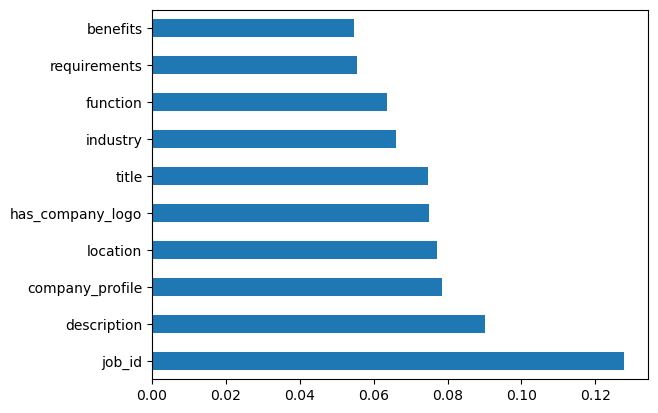 benefits
requirements
function
industry
title
has_company_logo
location
company_profile
description
job_id
0.00 0.02 0.04 0.06 0.08 0.10 0.12